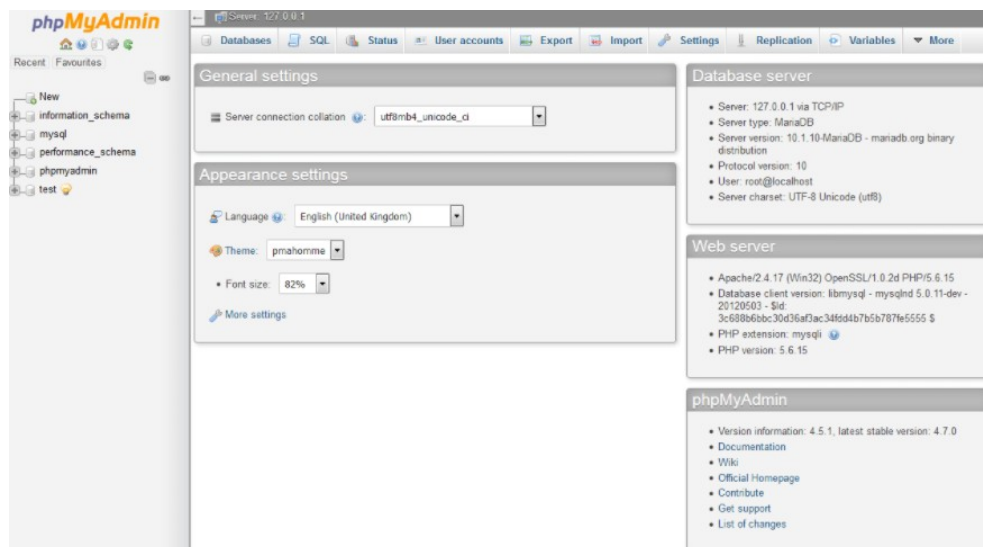 phpMyAdmin
Recent Favourites
New
information_schema
mysql
performance_schema
phpmyadmin
test
Server: 127.0.0.1
Databases SQL Status User accounts Export Import Settings Replication Variables More
General settings
Server connection collation : utf8mb4_unicode_ci
Appearance settings
Language : English (United Kingdom)
Theme: pmahomme
Font size: 82%
More settings
Database server
Server: 127.0.0.1 via TCP/IP
Server type: MariaDB
Server version: 10.1.10-MariaDB - mariadb.org binary
distribution
Protocol version: 10
User: root@localhost
Server charset: UTF-8 Unicode (utf8)
Web server
Apache/2.4.17 (Win32) OpenSSL/1.0.2d PHP/5.6.15
Database client version: libmysql - mysqlnd 5.0.11-dev -
20120503 - $Id:
3c688b6bbc30d36af3ac34fdd4b7b5b787fe5555 $
PHP extension: mysqli
PHP version: 5.6.15
phpMyAdmin
Version information: 4.5.1, latest stable version: 4.7.0
Documentation
Wiki
Official Homepage
Contribute
Get support
List of changes